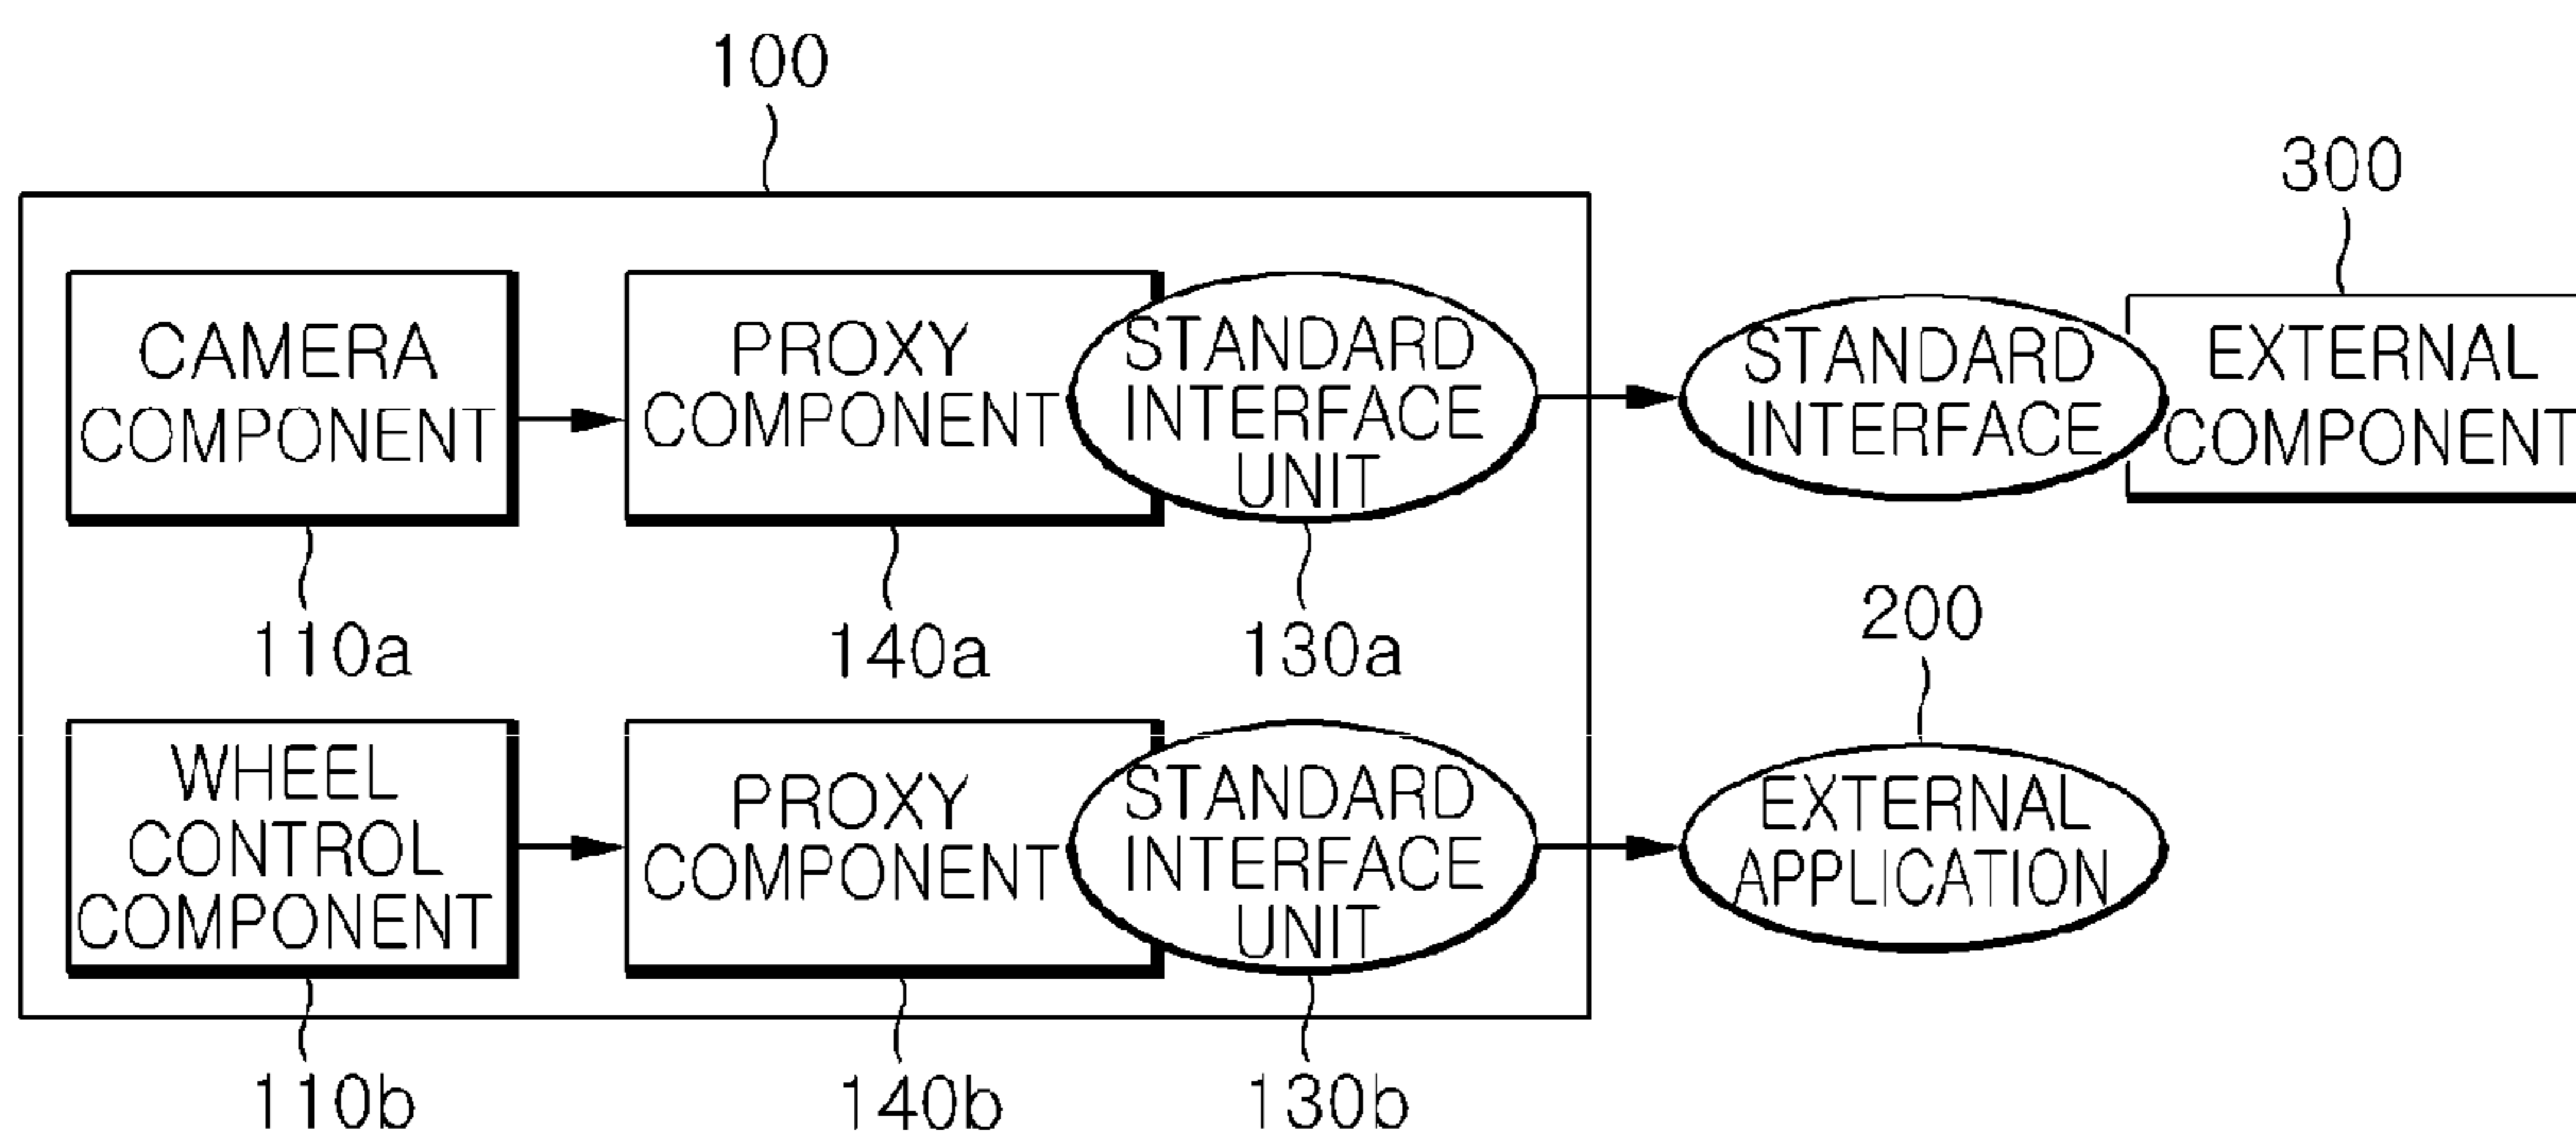 100
300
CAMERA
COMPONENT
PROXY
COMPONENT
STANDARD
INTERFACE
UNIT
STANDARD
INTERFACE
EXTERNAL
COMPONENT
110a
140a
130a
200
WHEEL
CONTROL
COMPONENT
PROXY
COMPONENT
STANDARD
INTERFACE
UNIT
EXTERNAL
APPLICATION
110b
140b
130b